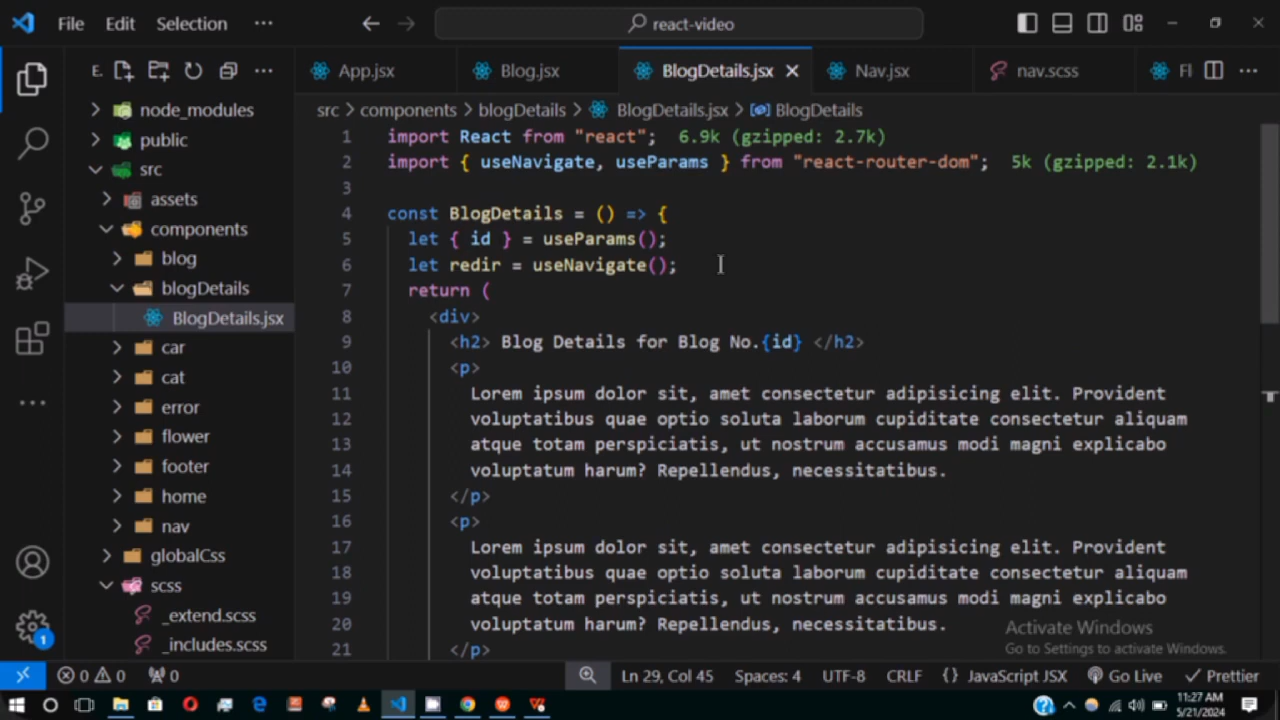 File Edit Selection ··· react-video
E. ···
App.jsx Blog.jsx BlogDetails.jsx Nav.jsx nav.scss Fl ···
node_modules
public
src
assets
components
blog
blogDetails
BlogDetails.jsx
car
cat
error
flower
footer
home
nav
globalCss
scss
_extend.scss
_includes.scss
src > components > blogDetails > BlogDetails.jsx > BlogDetails
1 import React from "react"; 6.9k (gzipped: 2.7k)
2 import { useNavigate, useParams } from "react-router-dom"; 5k (gzipped: 2.1k)
3
4 const BlogDetails = () => {
5 let { id } = useParams();
6 let redir = useNavigate();
7 return (
8 <div>
9 <h2> Blog Details for Blog No.{id} </h2>
10 <p>
11 Lorem ipsum dolor sit, amet consectetur adipisicing elit. Provident
12 voluptatibus quae optio soluta laborum cupiditate consectetur aliquam
13 atque totam perspiciatis, ut nostrum accusamus modi magni explicabo
14 voluptatum harum? Repellendus, necessitatibus.
15 </p>
16 <p>
17 Lorem ipsum dolor sit, amet consectetur adipisicing elit. Provident
18 voluptatibus quae optio soluta laborum cupiditate consectetur aliquam
19 atque totam perspiciatis, ut nostrum accusamus modi magni explicabo
20 voluptatum harum? Repellendus, necessitatibus.
21 </p>
Activate Windows
Go to Settings to activate Windows.
1
0 0 0 Ln 29, Col 45 Spaces: 4 UTF-8 CRLF {} JavaScript JSX Go Live Prettier
11:27 AM
5/21/2024